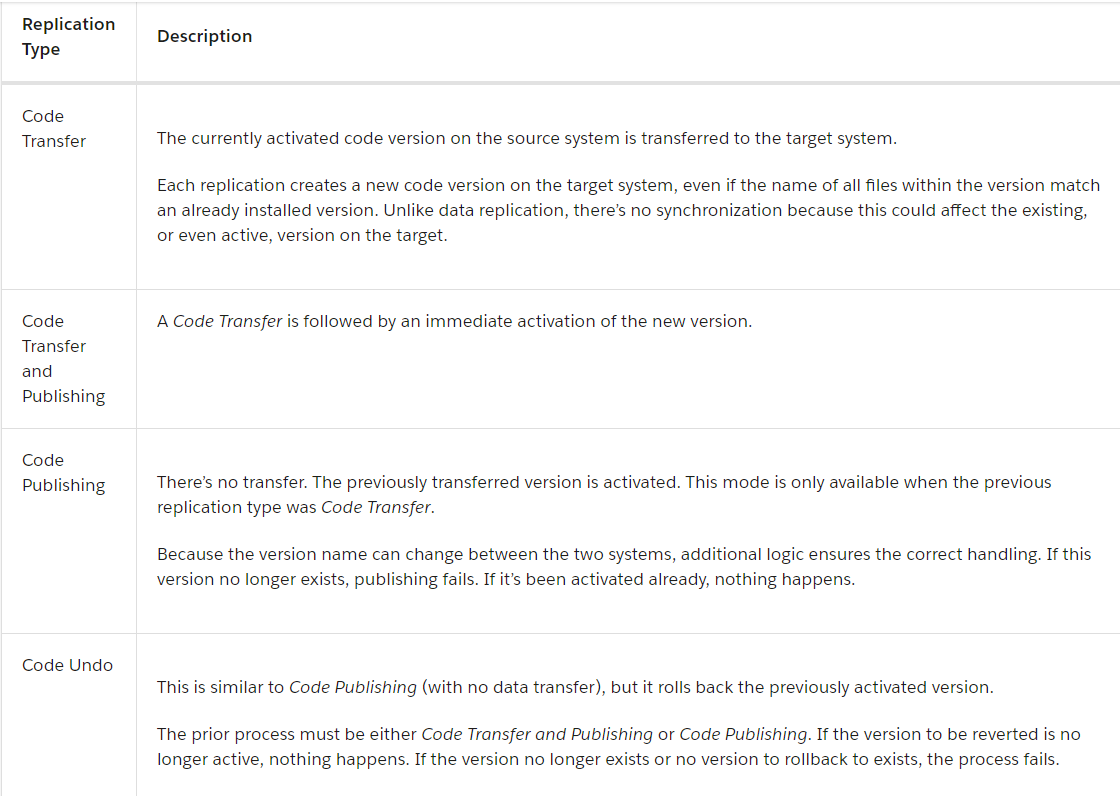 Replication
Type
Description
Code
Transfer
The currently activated code version on the source system is transferred to the target system.
Each replication creates a new code version on the target system, even if the name of all files within the version match
an already installed version. Unlike data replication, there’s no synchronization because this could affect the existing,
or even active, version on the target.
Code
Transfer
and
Publishing
A Code Transfer is followed by an immediate activation of the new version.
Code
Publishing
There’s no transfer. The previously transferred version is activated. This mode is only available when the previous
replication type was Code Transfer.
Because the version name can change between the two systems, additional logic ensures the correct handling. If this
version no longer exists, publishing fails. If it’s been activated already, nothing happens.
Code Undo
This is similar to Code Publishing (with no data transfer), but it rolls back the previously activated version.
The prior process must be either Code Transfer and Publishing or Code Publishing. If the version to be reverted is no
longer active, nothing happens. If the version no longer exists or no version to rollback to exists, the process fails.